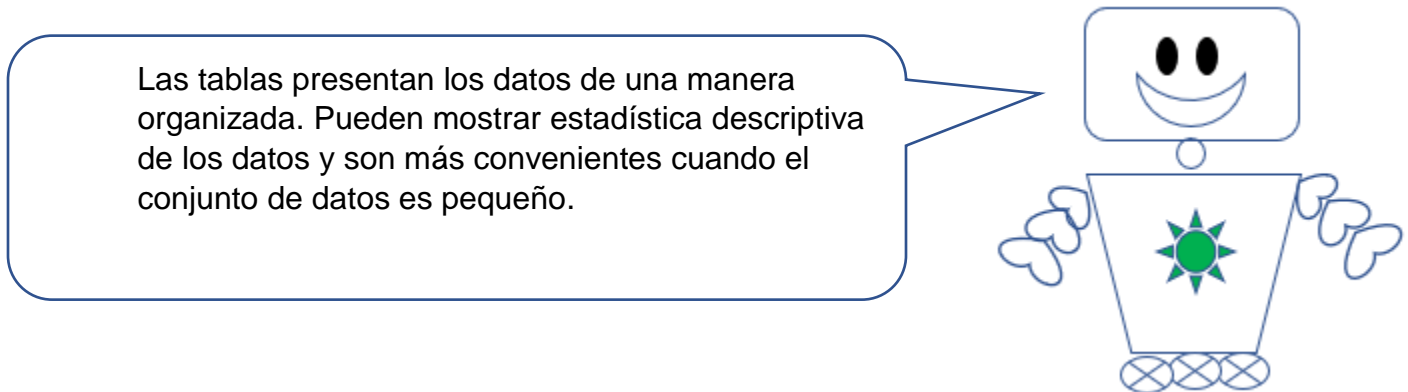 Las tablas presentan los datos de una manera
organizada. Pueden mostrar estadística descriptiva
de los datos y son más convenientes cuando el
conjunto de datos es pequeño.